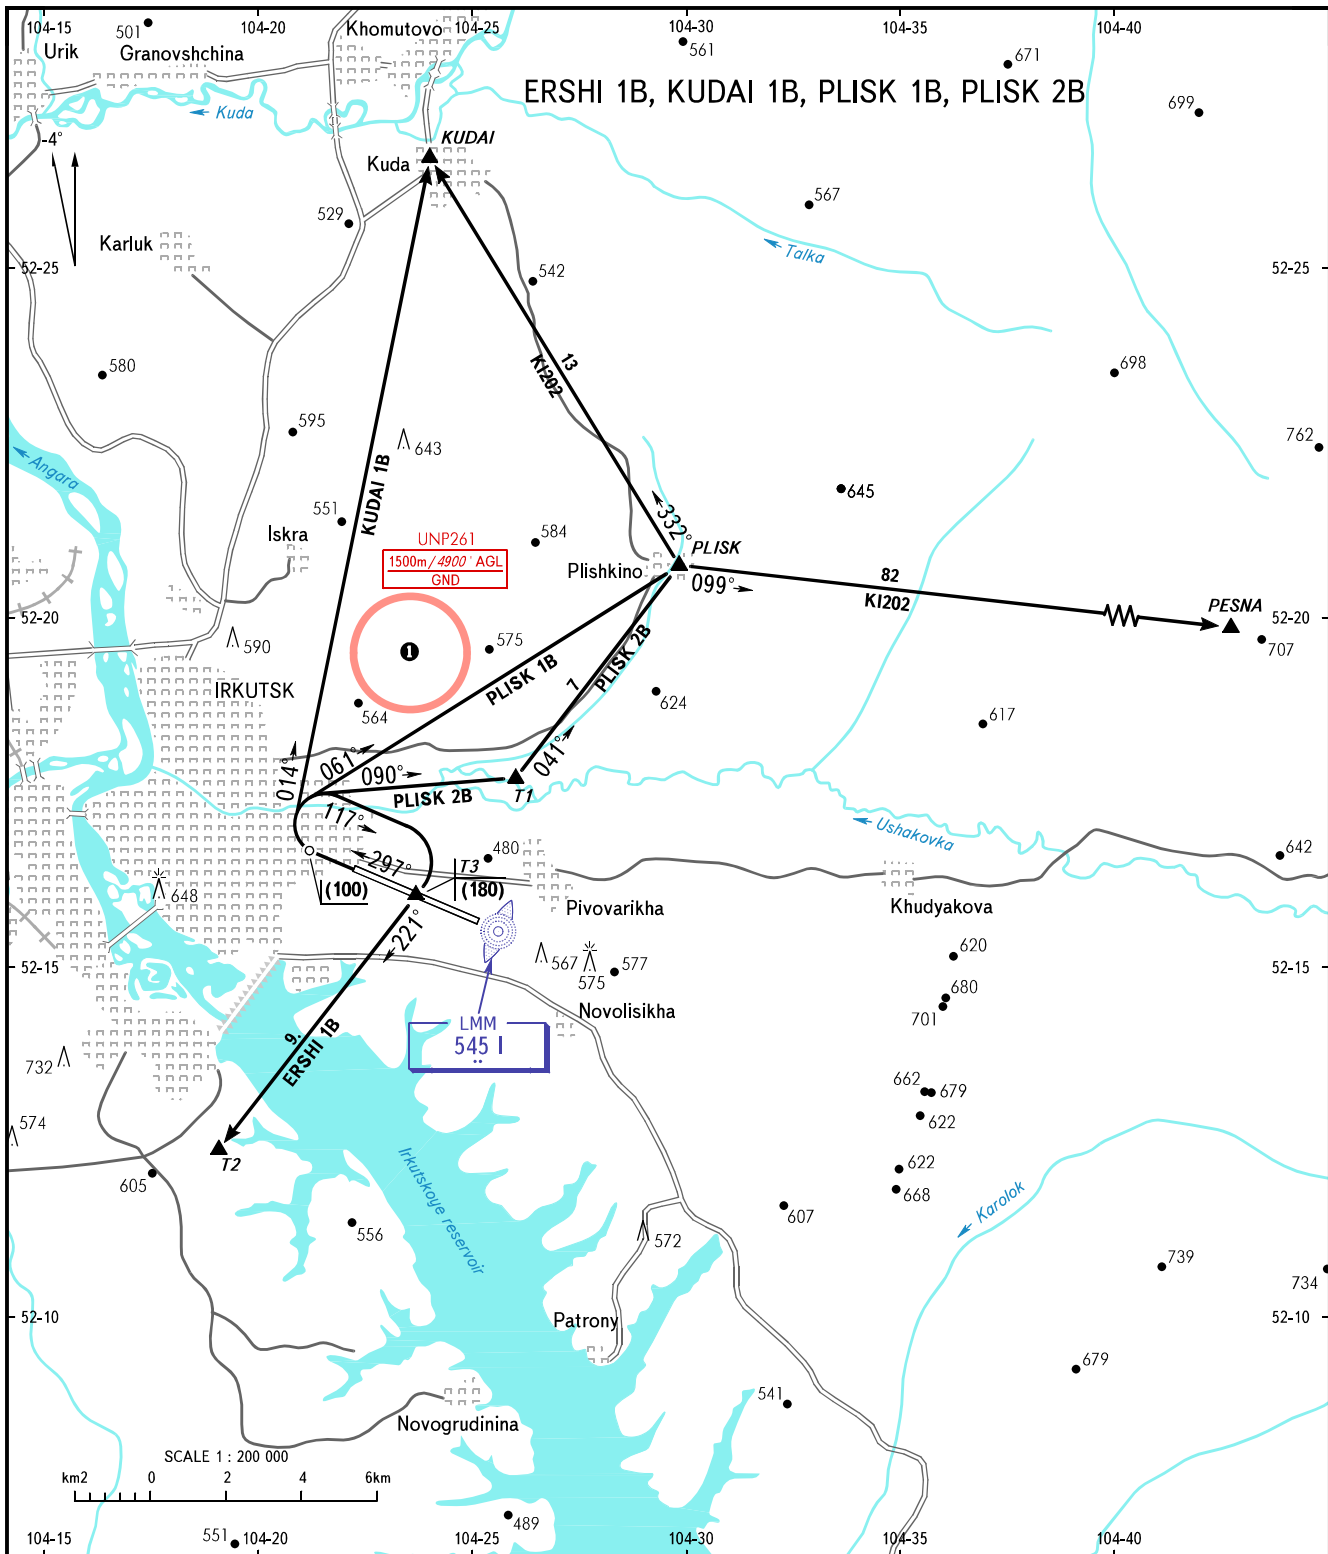 104-15
104-20
104-25
104-30
104-35
104-40
501
Urik
Granovshchina
Khomutovo
561
671
ERSHI 1B, KUDAI 1B, PLISK 1B, PLISK 2B
699
Kuda
-4°
KUDAI
Kuda
529
567
Karluk
Talka
52-25
542
52-25
13
KI202
580
698
595
643
762
Angara
KUDAI 1B
645
551
Iskra
UNP261
1500m/4900' AGL
GND
584
332°
PLISK
Plishkino
099°
82
KI202
PESNA
52-20
52-20
590
1
575
707
PLISK 1B
PLISK 2B
7
IRKUTSK
564
624
617
014°
061°
090°
041°
PLISK 2B
T1
117°
Ushakovka
297°
480
T3
642
(100)
(180)
648
Pivovarikha
Khudyakova
221°
620
52-15
567
575
577
52-15
680
701
Novolisikha
LMM
545 I
9.
ERSHI 1B
732
662
679
622
574
T2
605
Irkutskoye reservoir
622
668
Karolok
607
556
572
739
734
52-10
Patrony
52-10
679
541
Novogrudinina
SCALE 1 : 200 000
km2
0
2
4
6km
489
551
104-15
104-20
104-25
104-30
104-35
104-40